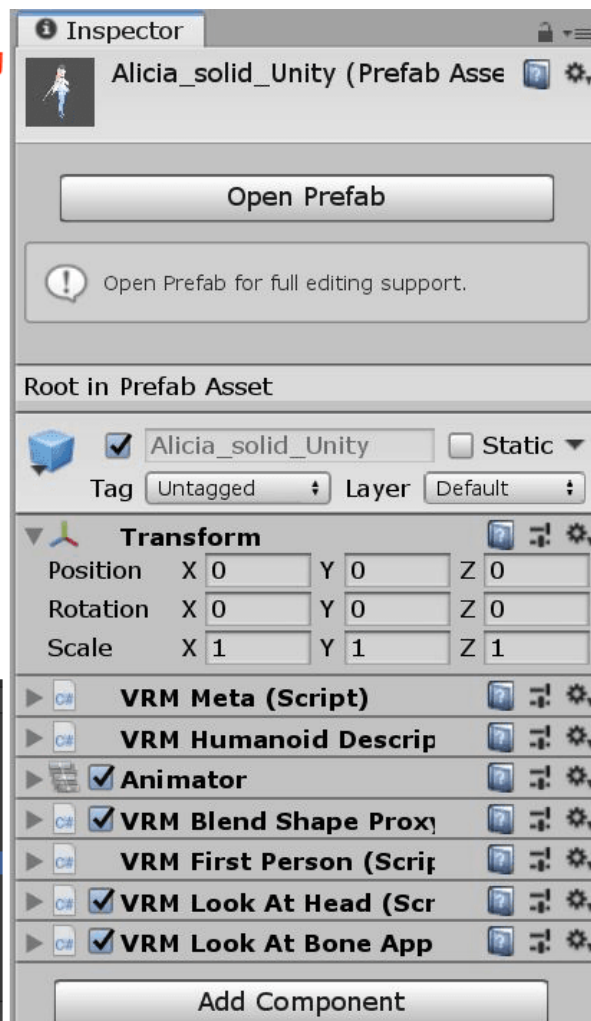 Inspector
Alicia_solid_Unity (Prefab Asse
Open Prefab
Open Prefab for full editing support.
Root in Prefab Asset
Alicia_solid_Unity Static
Tag Untagged Layer Default
Transform
Position X 0 Y 0 Z 0
Rotation X 0 Y 0 Z 0
Scale X 1 Y 1 Z 1
C# VRM Meta (Script)
C# VRM Humanoid Descrip
Animator
C# VRM Blend Shape Proxy
C# VRM First Person (Scrip
C# VRM Look At Head (Scr
C# VRM Look At Bone App
Add Component